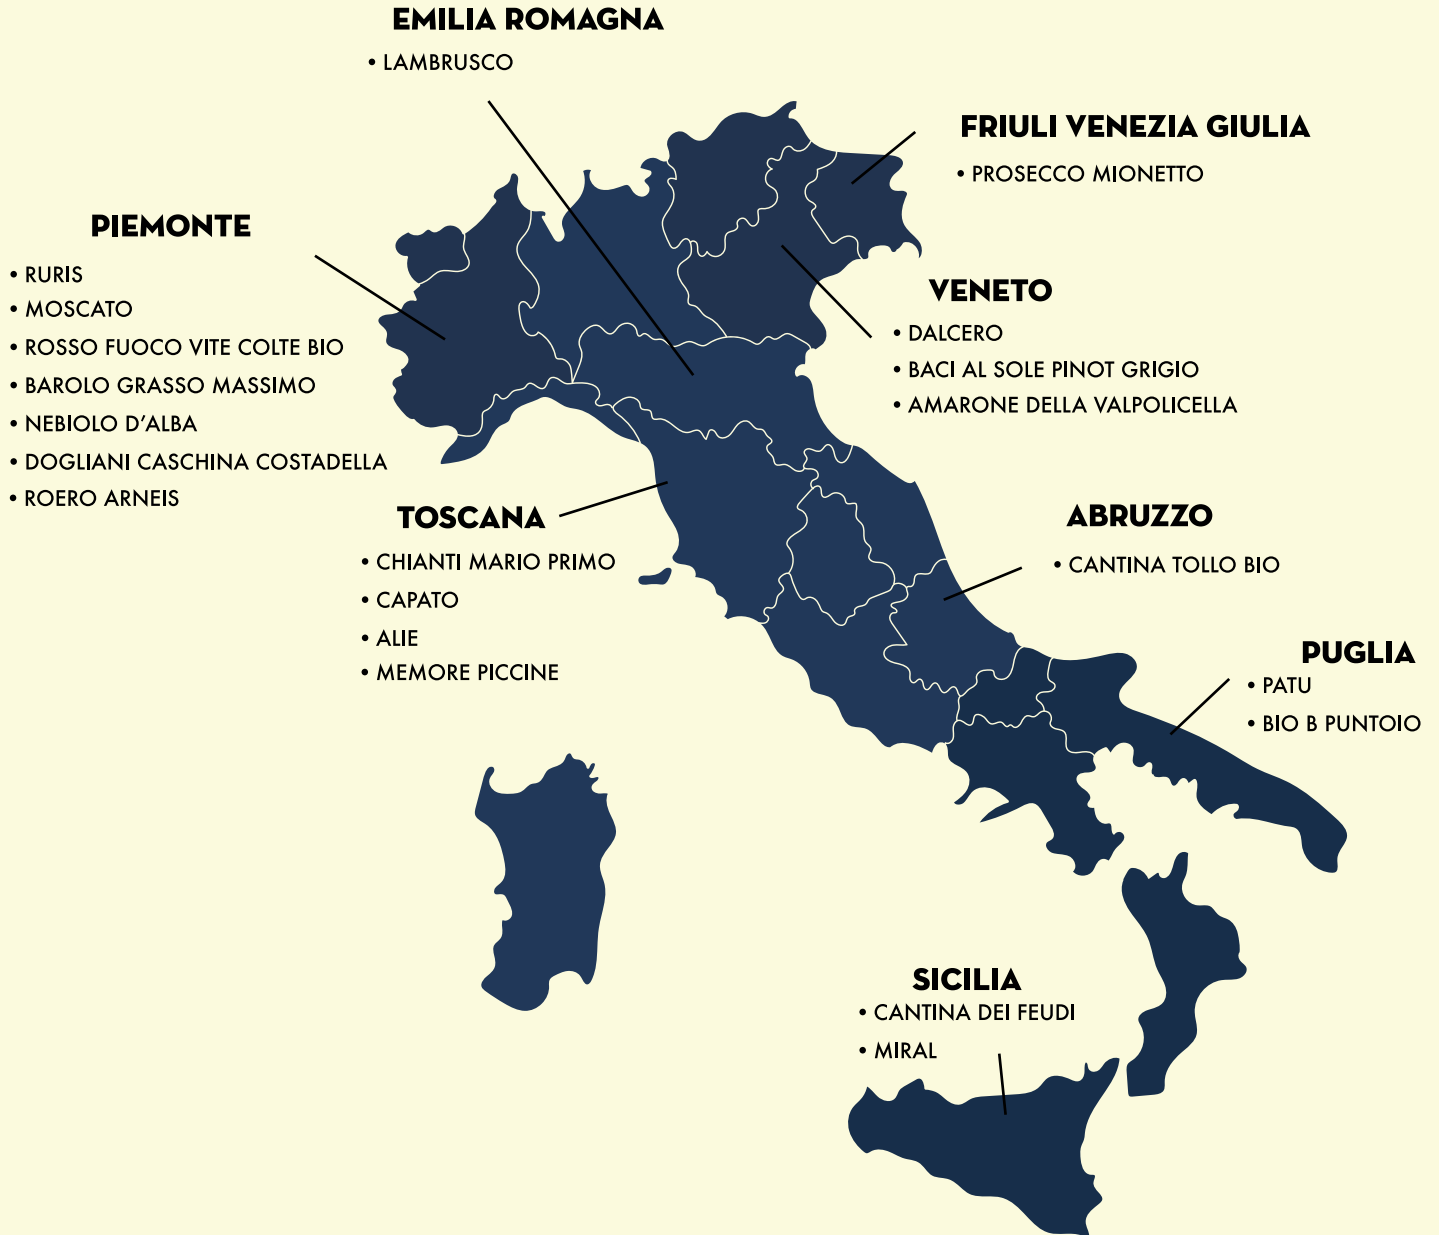 EMILIA ROMAGNA
• LAMBRUSCO
FRIULI VENEZIA GIULIA
• PROSECCO MIONETTO
PIEMONTE
• RURIS
• MOSCATO
• ROSSO FUOCO VITE COLTE BIO
• BAROLO GRASSO MASSIMO
• NEBIOLO D'ALBA
• DOGLIANI CASCHINA COSTADELLA
• ROERO ARNEIS
VENETO
• DALCERO
• BACI AL SOLE PINOT GRIGIO
• AMARONE DELLA VALPOLICELLA
TOSCANA
• CHIANTI MARIO PRIMO
• CAPATO
• ALIE
• MEMORE PICCINE
ABRUZZO
• CANTINA TOLLO BIO
PUGLIA
• PATU
• BIO B PUNTOIO
SICILIA
• CANTINA DEI FEUDI
• MIRAL